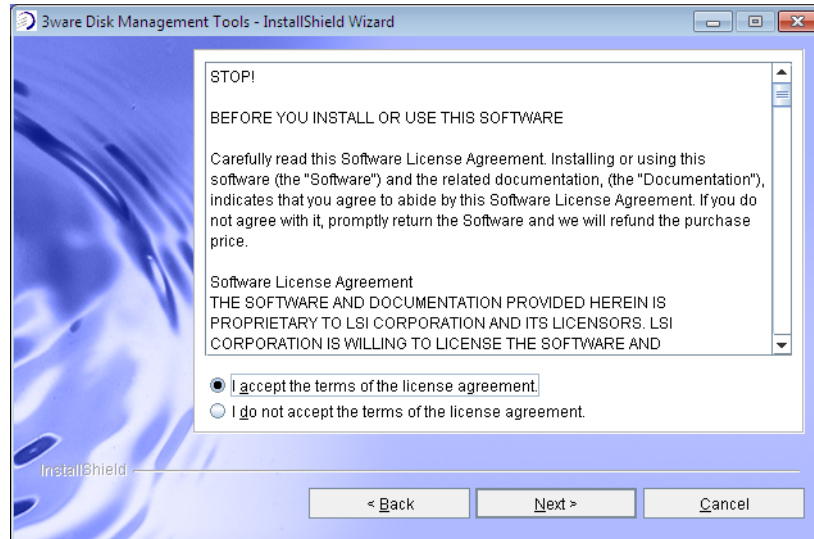 3ware Disk Management Tools - InstallShield Wizard
STOP!
BEFORE YOU INSTALL OR USE THIS SOFTWARE
Carefully read this Software License Agreement. Installing or using this
software (the "Software") and the related documentation, (the "Documentation"),
indicates that you agree to abide by this Software License Agreement. If you do
not agree with it, promptly return the Software and we will refund the purchase
price.
Software License Agreement
THE SOFTWARE AND DOCUMENTATION PROVIDED HEREIN IS
PROPRIETARY TO LSI CORPORATION AND ITS LICENSORS. LSI
CORPORATION IS WILLING TO LICENSE THE SOFTWARE AND
I accept the terms of the license agreement.
I do not accept the terms of the license agreement.
InstallShield
< Back
Next >
Cancel